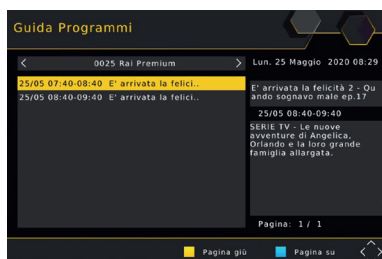 Guida Programmi
0025 Rai Premium
Lun. 25 Maggio 2020 08:29
25/05 07:40-08:40 E' arrivata la felici..
25/05 08:40-09:40 E' arrivata la felici..
E' arrivata la felicità 2 - Qu
ando sognavo male ep.17
25/05 08:40-09:40
SERIE TV - Le nuove
avventure di Angelica,
Orlando e la loro grande
famiglia allargata.
Pagina: 1/ 1
Pagina giù
Pagina su